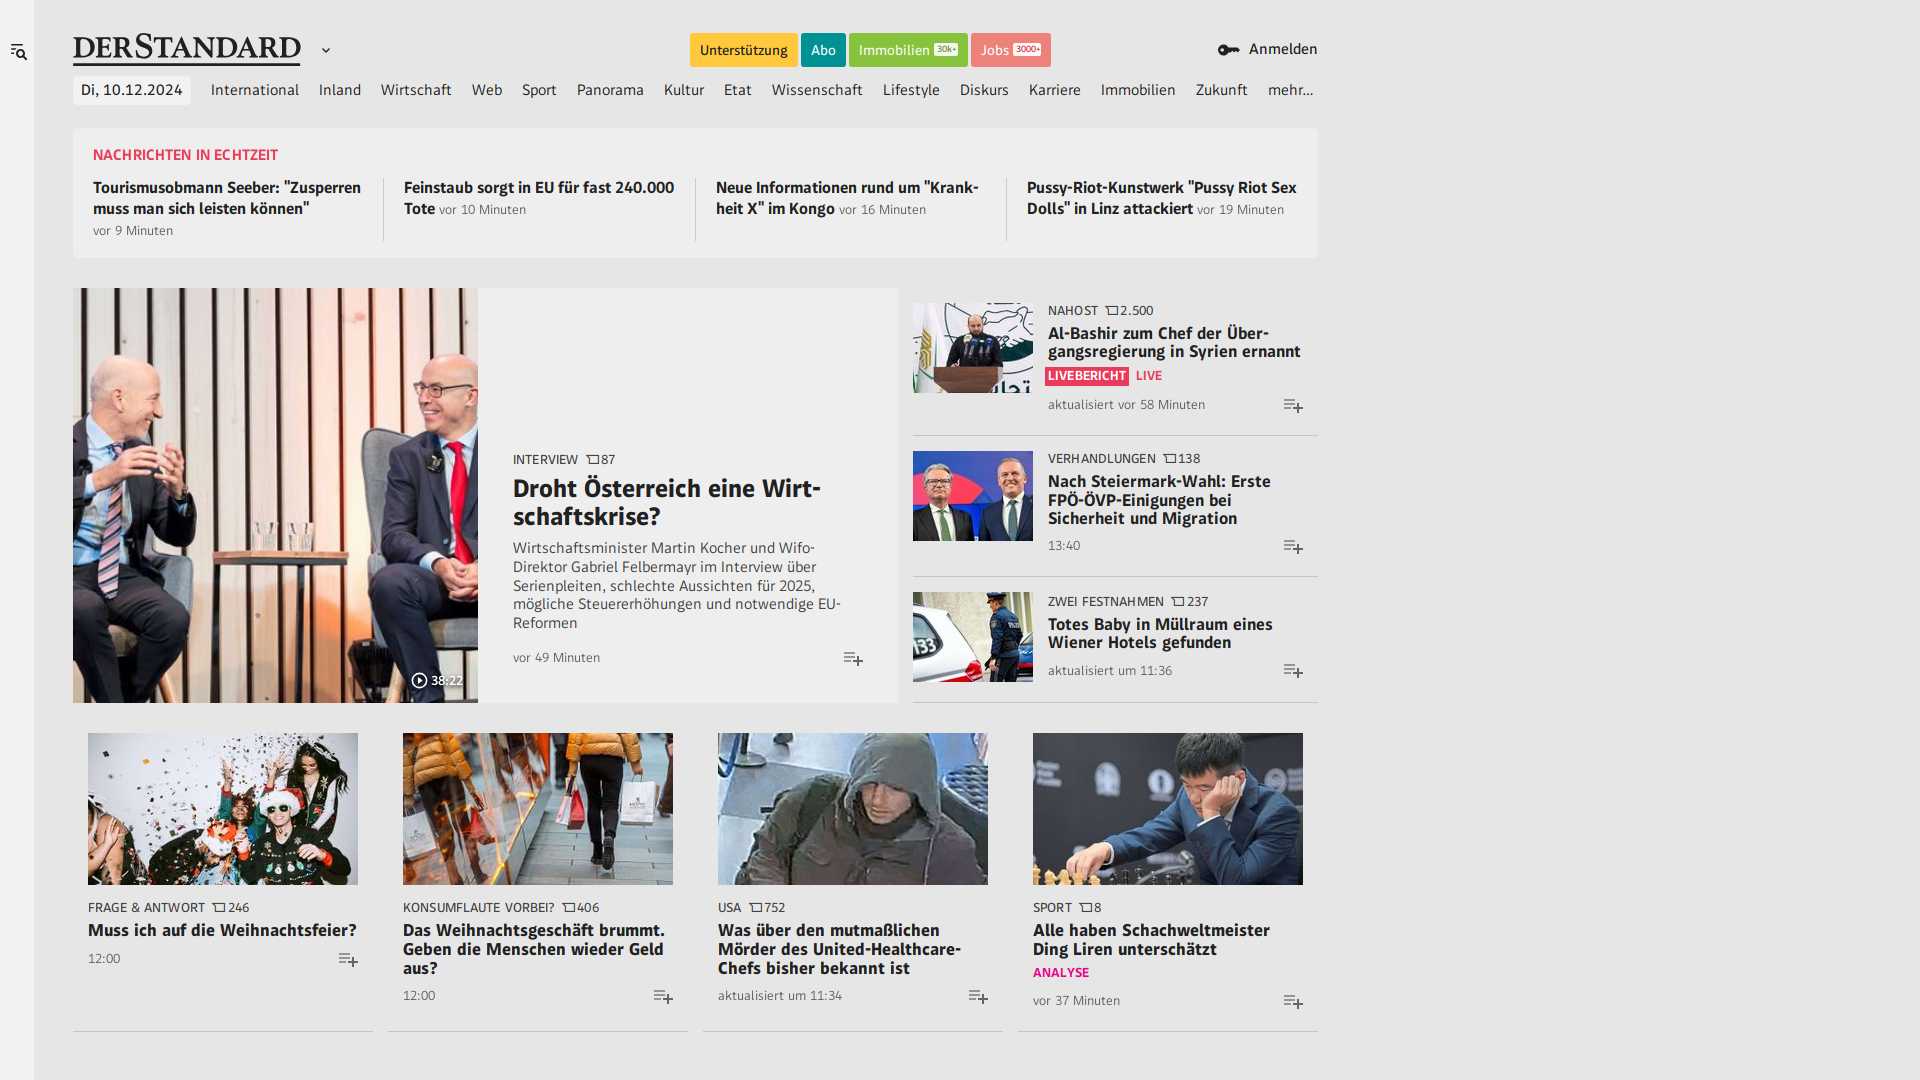 DERSTANDARD
Unterstützung
Abo
Immobilien 30k+
Jobs 3000+
Anmelden
Di, 10.12.2024
International
Inland
Wirtschaft
Web
Sport
Panorama
Kultur
Etat
Wissenschaft
Lifestyle
Diskurs
Karriere
Immobilien
Zukunft
mehr...
NACHRICHTEN IN ECHTZEIT
Tourismusobmann Seeber: "Zusperren
muss man sich leisten können"
vor 9 Minuten
Feinstaub sorgt in EU für fast 240.000
Tote vor 10 Minuten
Neue Informationen rund um "Krank-
heit X" im Kongo vor 16 Minuten
Pussy-Riot-Kunstwerk "Pussy Riot Sex
Dolls" in Linz attackiert vor 19 Minuten
38:22
INTERVIEW 87
Droht Österreich eine Wirt-
schaftskrise?
Wirtschaftsminister Martin Kocher und Wifo-
Direktor Gabriel Felbermayr im Interview über
Serienpleiten, schlechte Aussichten für 2025,
mögliche Steuererhöhungen und notwendige EU-
Reformen
vor 49 Minuten
NAHOST 2.500
Al-Bashir zum Chef der Über-
gangsregierung in Syrien ernannt
LIVEBERICHT LIVE
aktualisiert vor 58 Minuten
VERHANDLUNGEN 138
Nach Steiermark-Wahl: Erste
FPÖ-ÖVP-Einigungen bei
Sicherheit und Migration
13:40
133
ZWEI FESTNAHMEN 237
Totes Baby in Müllraum eines
Wiener Hotels gefunden
aktualisiert um 11:36
FRAGE & ANTWORT 246
Muss ich auf die Weihnachtsfeier?
12:00
KONSUMFLAUTE VORBEI? 406
Das Weihnachtsgeschäft brummt.
Geben die Menschen wieder Geld
aus?
12:00
USA 752
Was über den mutmaßlichen
Mörder des United-Healthcare-
Chefs bisher bekannt ist
aktualisiert um 11:34
SPORT 8
Alle haben Schachweltmeister
Ding Liren unterschätzt
ANALYSE
vor 37 Minuten